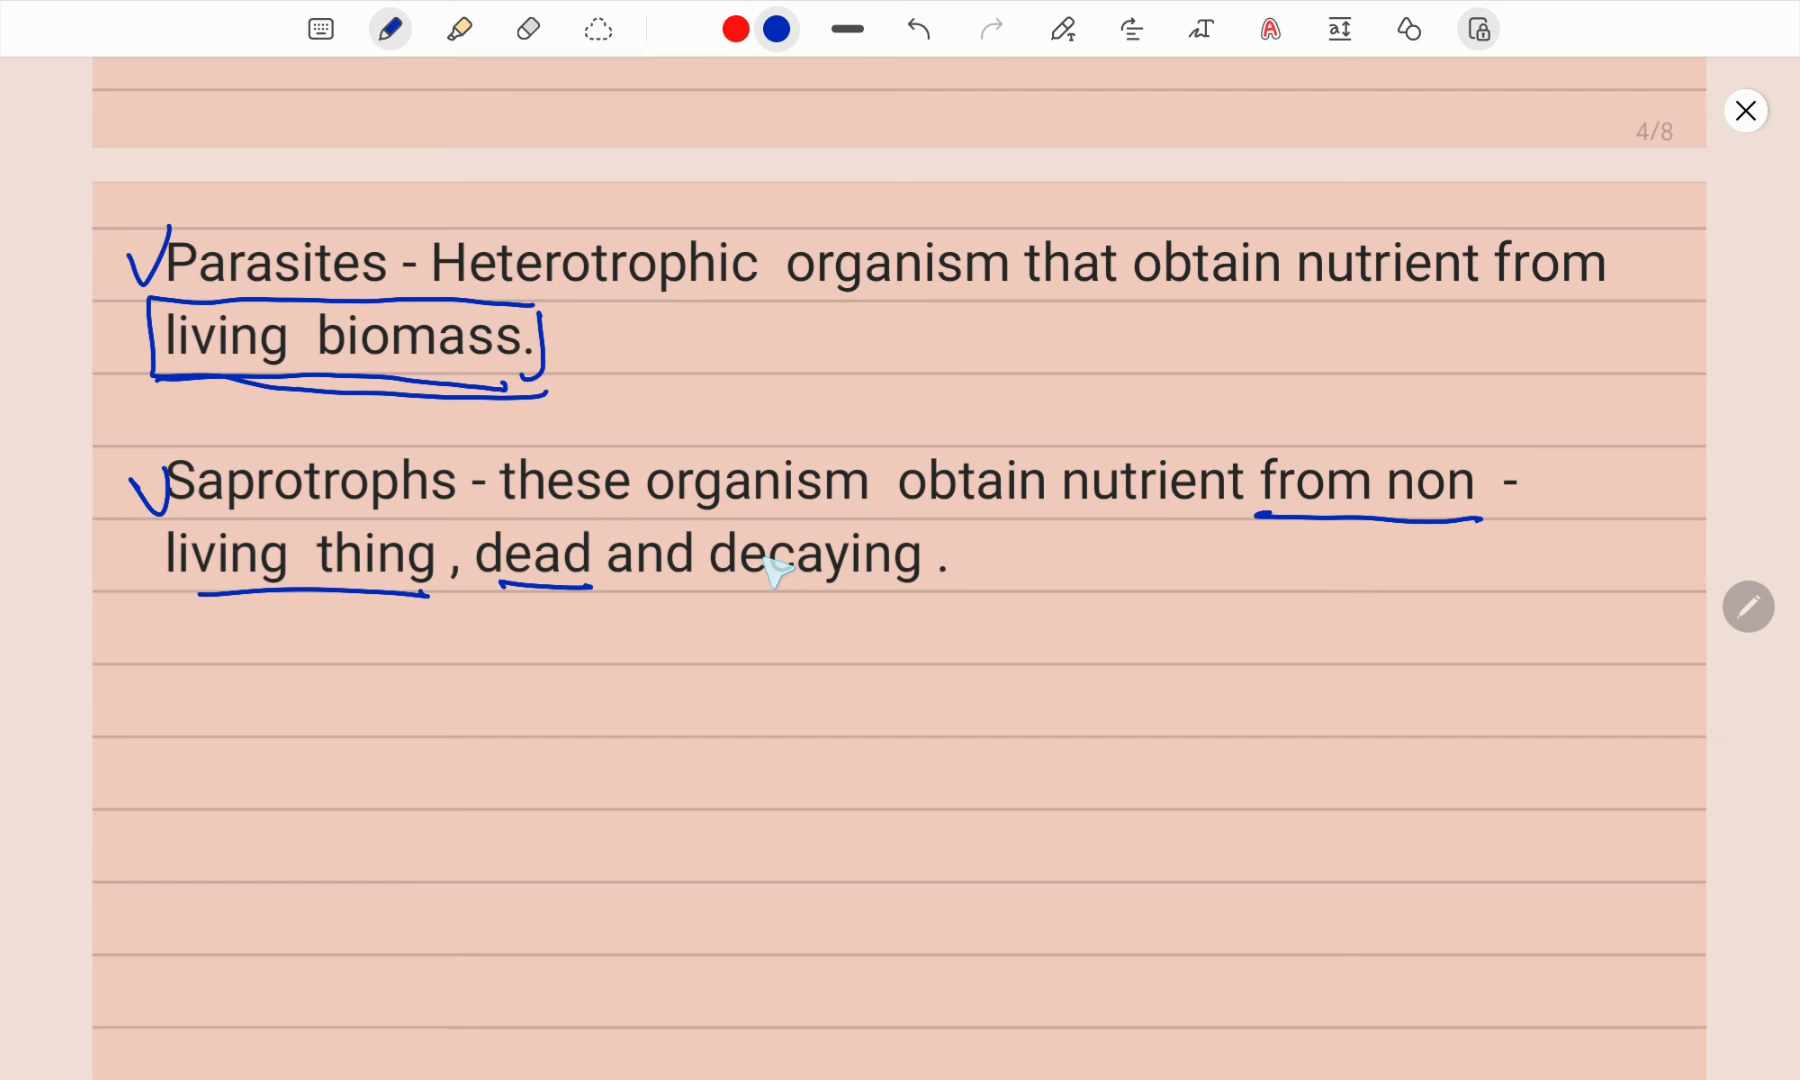 4/8
Parasites - Heterotrophic organism that obtain nutrient from
living biomass.
Saprotrophs - these organism obtain nutrient from non -
living thing , dead and decaying .